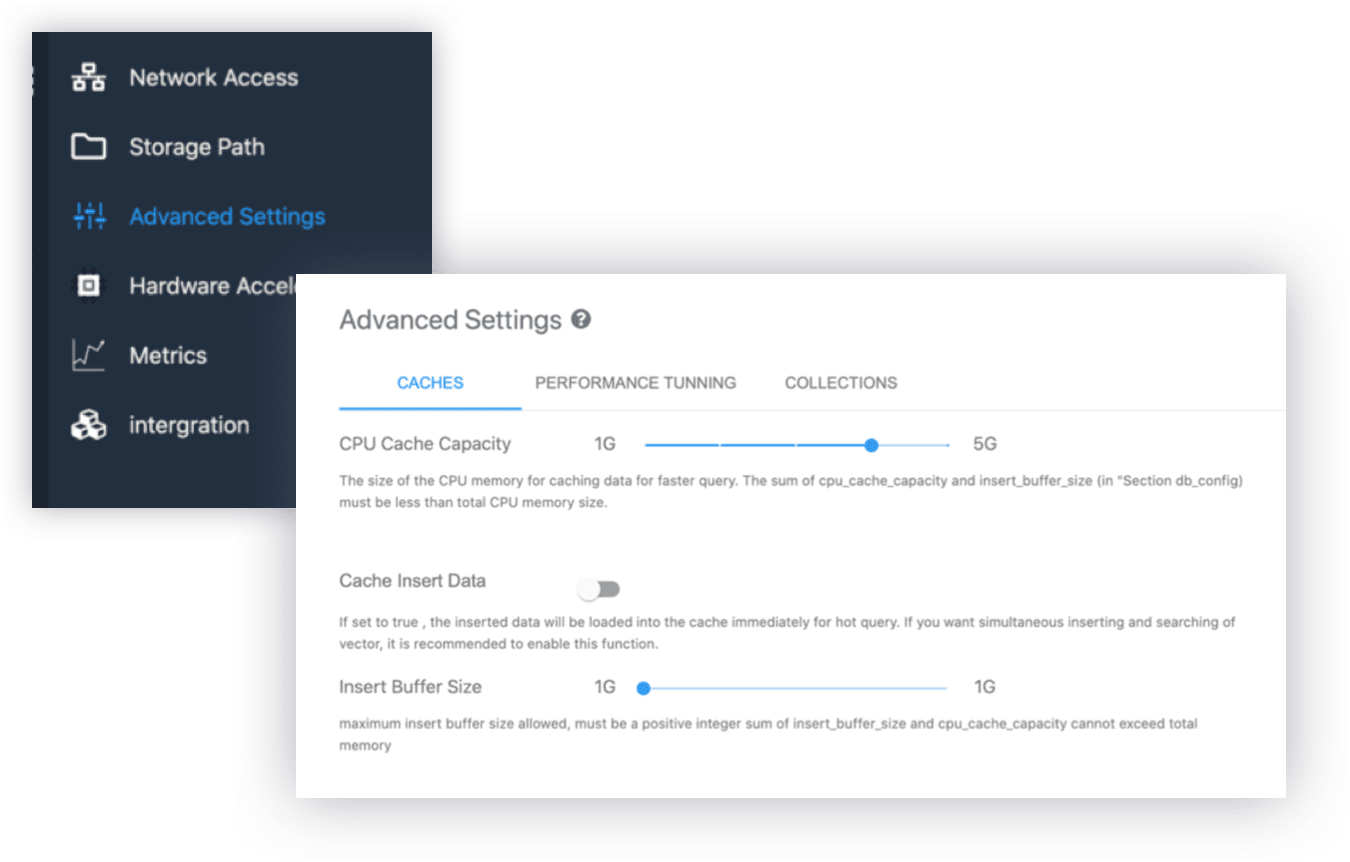 Network Access
Storage Path
Advanced Settings
Hardware Accel
Metrics
intergration
Advanced Settings ?
CACHES PERFORMANCE TUNNING COLLECTIONS
CPU Cache Capacity 1G 5G
The size of the CPU memory for caching data for faster query. The sum of cpu_cache_capacity and insert_buffer_size (in "Section db_config)
must be less than total CPU memory size.
Cache Insert Data
If set to true , the inserted data will be loaded into the cache immediately for hot query. If you want simultaneous inserting and searching of
vector, it is recommended to enable this function.
Insert Buffer Size 1G 1G
maximum insert buffer size allowed, must be a positive integer sum of insert_buffer_size and cpu_cache_capacity cannot exceed total
memory